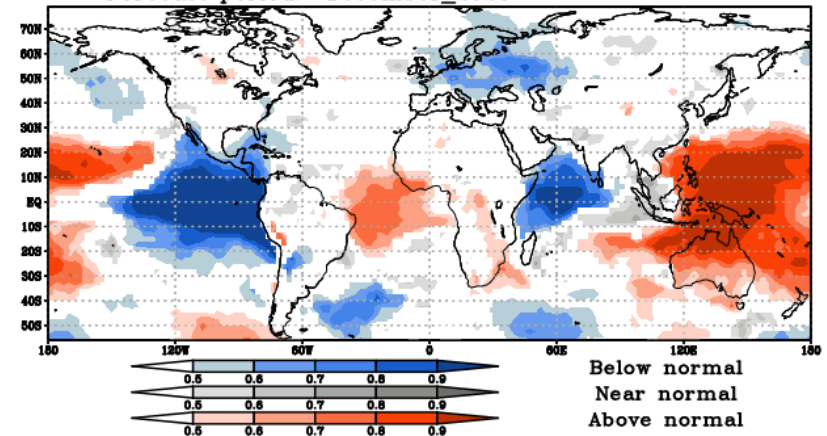 70N
60N
50N
40N
30N
20N
10N
EQ
10S
20S
30S
40S
50S
180 120W 60W 0 60E 120E 180
0.5 0.6 0.7 0.8 0.9 Below normal
0.5 0.6 0.7 0.8 0.9 Near normal
0.5 0.6 0.7 0.8 0.9 Above normal